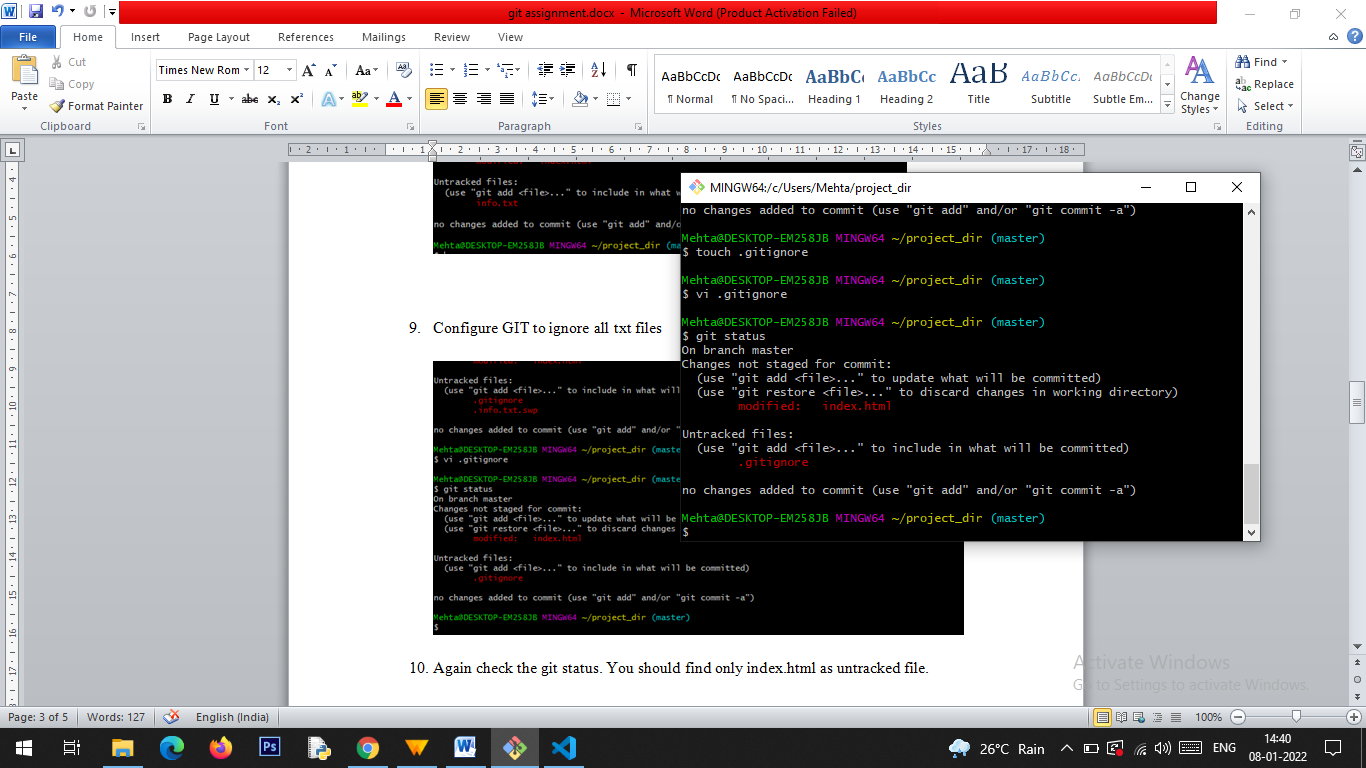 git assignment.docx - Microsoft Word (Product Activation Failed)
File Home Insert Page Layout References Mailings Review View
Paste
Cut
Copy
Format Painter
Clipboard
Times New Rom 12
Font
Paragraph
AaBbCcDc AaBbCcDc AaBbC AaBbCc AaB AaBbCc. AaBbCcDc
¶ Normal ¶ No Spaci... Heading 1 Heading 2 Title Subtitle Subtle Em...
Change Styles
Styles
Find
Replace
Select
Editing
Untracked files:
(use "git add <file>..." to include in what w
info.txt
no changes added to commit (use "git add" and/o
Mehta@DESKTOP-EM258JB MINGW64 ~/project_dir (ma
9. Configure GIT to ignore all txt files
Untracked files:
(use "git add <file>..." to include in what wil
.gitignore
.info.txt.swp
no changes added to commit (use "git add" and/or "
Mehta@DESKTOP-EM258JB MINGW64 ~/project_dir (maste
$ vi .gitignore
Mehta@DESKTOP-EM258JB MINGW64 ~/project_dir (maste
$ git status
On branch master
Changes not staged for commit:
(use "git add <file>..." to update what will be
(use "git restore <file>..." to discard changes
modified: index.html
Untracked files:
(use "git add <file>..." to include in what will be committed)
.gitignore
no changes added to commit (use "git add" and/or "git commit -a")
Mehta@DESKTOP-EM258JB MINGW64 ~/project_dir (master)
$
10. Again check the git status. You should find only index.html as untracked file.
MINGW64:/c/Users/Mehta/project_dir
no changes added to commit (use "git add" and/or "git commit -a")
Mehta@DESKTOP-EM258JB MINGW64 ~/project_dir (master)
$ touch .gitignore
Mehta@DESKTOP-EM258JB MINGW64 ~/project_dir (master)
$ vi .gitignore
Mehta@DESKTOP-EM258JB MINGW64 ~/project_dir (master)
$ git status
On branch master
Changes not staged for commit:
(use "git add <file>..." to update what will be committed)
(use "git restore <file>..." to discard changes in working directory)
modified: index.html
Untracked files:
(use "git add <file>..." to include in what will be committed)
.gitignore
no changes added to commit (use "git add" and/or "git commit -a")
Mehta@DESKTOP-EM258JB MINGW64 ~/project_dir (master)
$
Activate Windows
Go to Settings to activate Windows.
Page: 3 of 5 Words: 127 English (India) 100%
26°C Rain ENG 14:40
08-01-2022